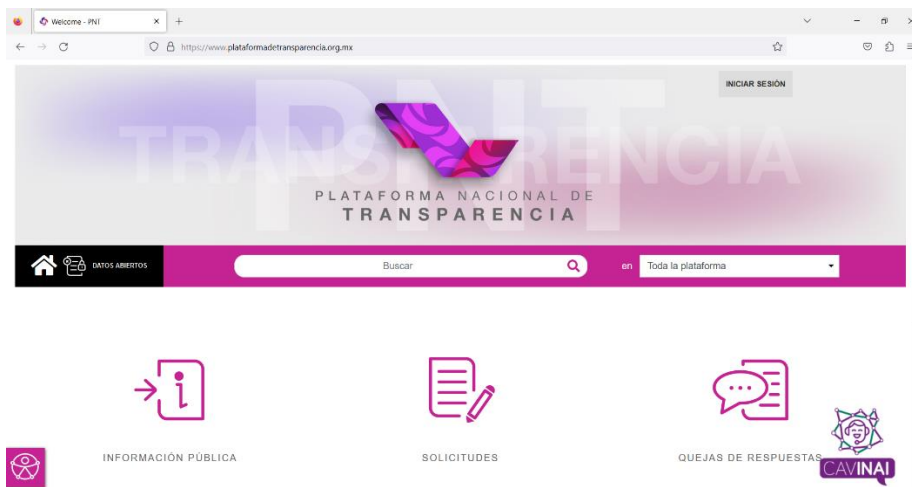 Welcome - PNT
https://www.plataformadetransparencia.org.mx
INICIAR SESIÓN
PNT
TRANSPARENCIA
PLATAFORMA NACIONAL DE
TRANSPARENCIA
DATOS ABIERTOS
Buscar
en
Toda la plataforma
INFORMACIÓN PÚBLICA
SOLICITUDES
QUEJAS DE RESPUESTAS
CAVINAI